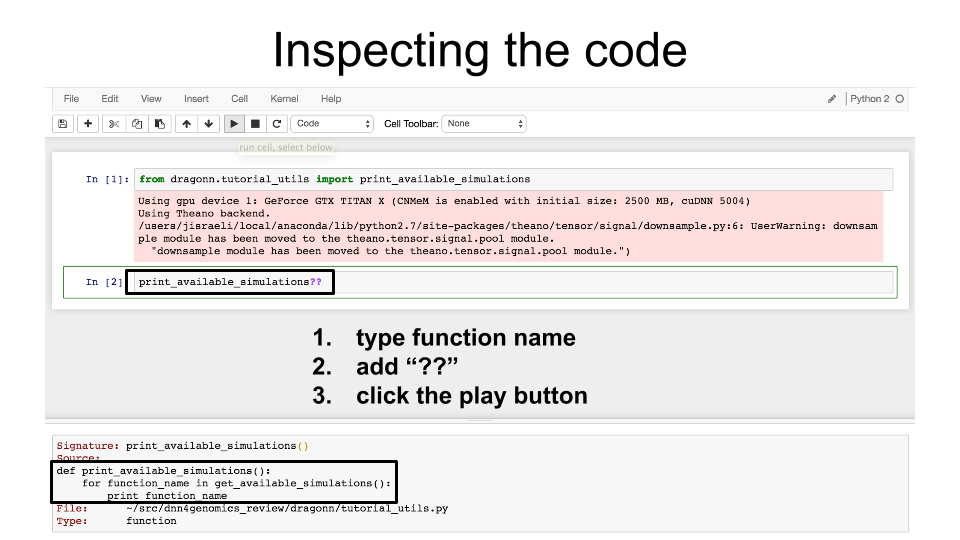 Inspecting the code
File Edit View Insert Cell Kernel Help Python 2
Code Cell Toolbar: None
run cell, select below
In [1]: from dragonn.tutorial_utils import print_available_simulations
Using gpu device 1: GeForce GTX TITAN X (CNMeM is enabled with initial size: 2500 MB, cuDNN 5004)
Using Theano backend.
/users/jisraeli/local/anaconda/lib/python2.7/site-packages/theano/tensor/signal/downsample.py:6: UserWarning: downsam
ple module has been moved to the theano.tensor.signal.pool module.
"downsample module has been moved to the theano.tensor.signal.pool module.")
In [2] print_available_simulations??
1. type function name
2. add “??”
3. click the play button
Signature: print_available_simulations()
Source:
def print_available_simulations():
for function_name in get_available_simulations():
print function_name
File: ~/src/dnn4genomics_review/dragonn/tutorial_utils.py
Type: function